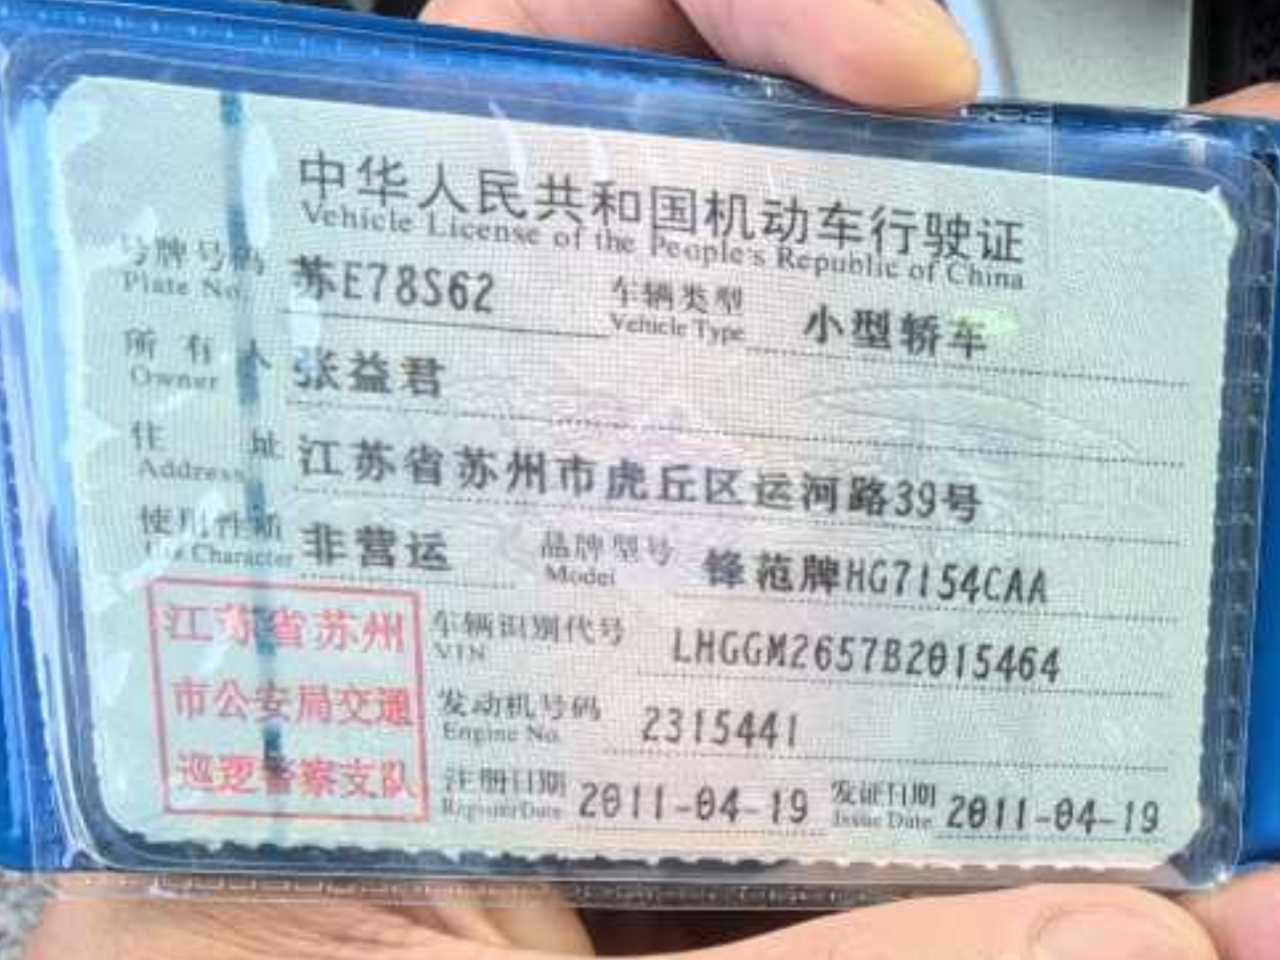 中华人民共和国机动车行驶证
Vehicle License of the People's Republic of China
号牌号码 苏E78S62 车辆类型 小型轿车
Plate No. Vehicle Type
所有人 张益君
Owner
住址 江苏省苏州市虎丘区运河路39号
Address
使用性质 非营运 品牌型号 锋范牌HG7154CAA
Use Character Model
江苏省苏州
市公安局交通
巡逻警察支队
车辆识别代号 LHGGM2657B2015464
VIN
发动机号码 2315441
Engine No.
注册日期 2011-04-19 发证日期 2011-04-19
Register Date Issue Date